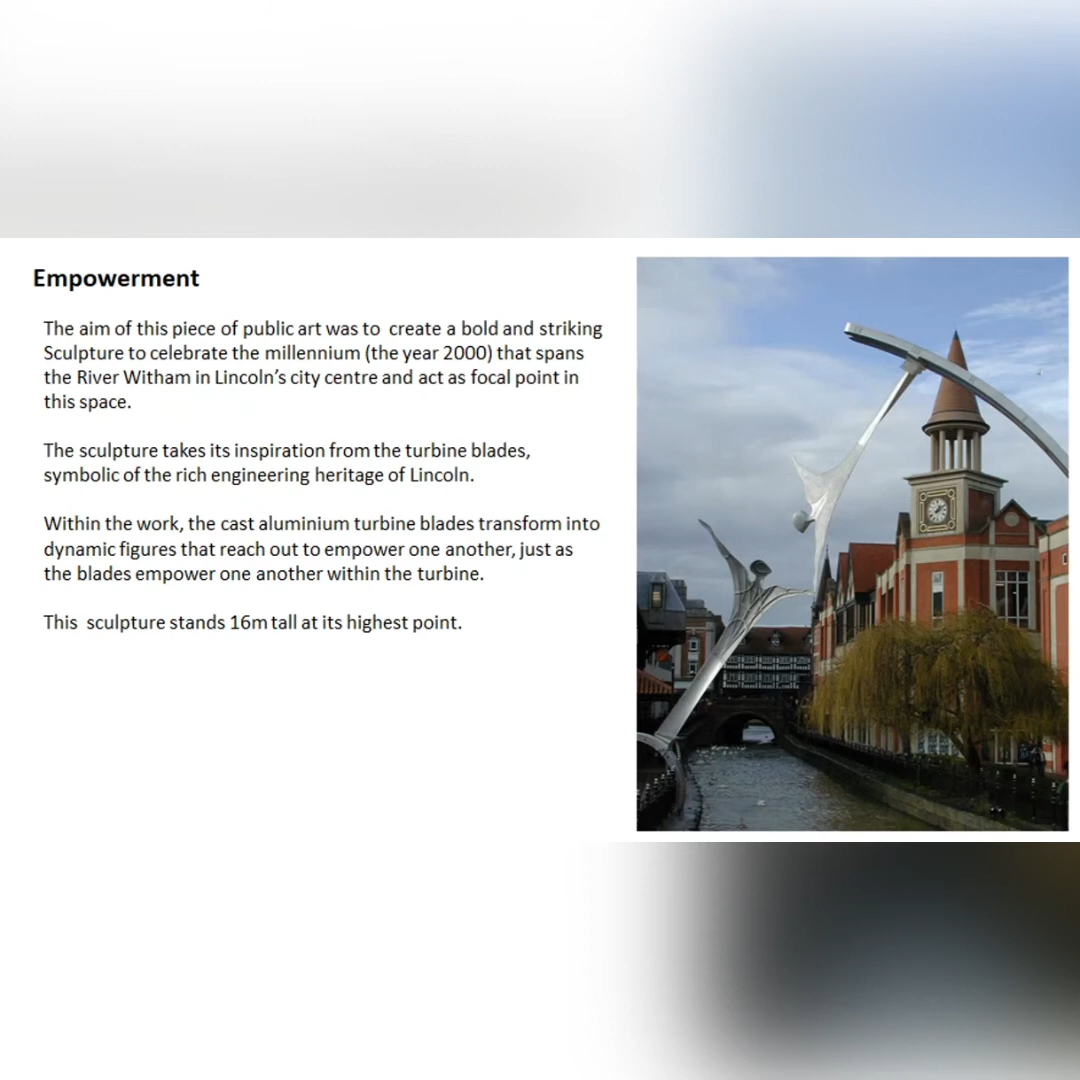 Empowerment
The aim of this piece of public art was to create a bold and striking
Sculpture to celebrate the millennium (the year 2000) that spans
the River Witham in Lincoln's city centre and act as focal point in
this space.
The sculpture takes its inspiration from the turbine blades,
symbolic of the rich engineering heritage of Lincoln.
Within the work, the cast aluminium turbine blades transform into
dynamic figures that reach out to empower one another, just as
the blades empower one another within the turbine.
This sculpture stands 16m tall at its highest point.